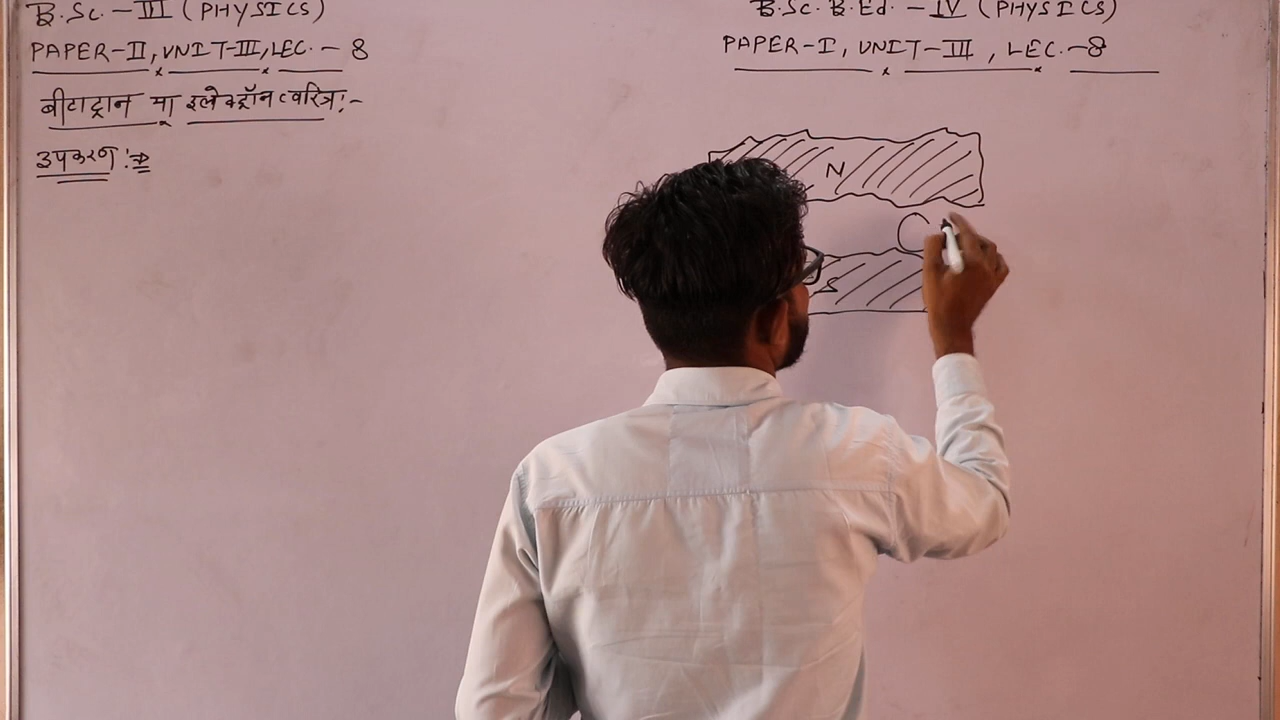 B.Sc. - III (PHYSICS)
PAPER-II, UNIT-III, LEC. - 8
बीटाट्रान या इलेक्ट्रॉन त्वरित्र:-
उपकरण :⇒
B.Sc. B.Ed. - IV (PHYSICS)
PAPER-I, UNIT-III, LEC.-8
N
S